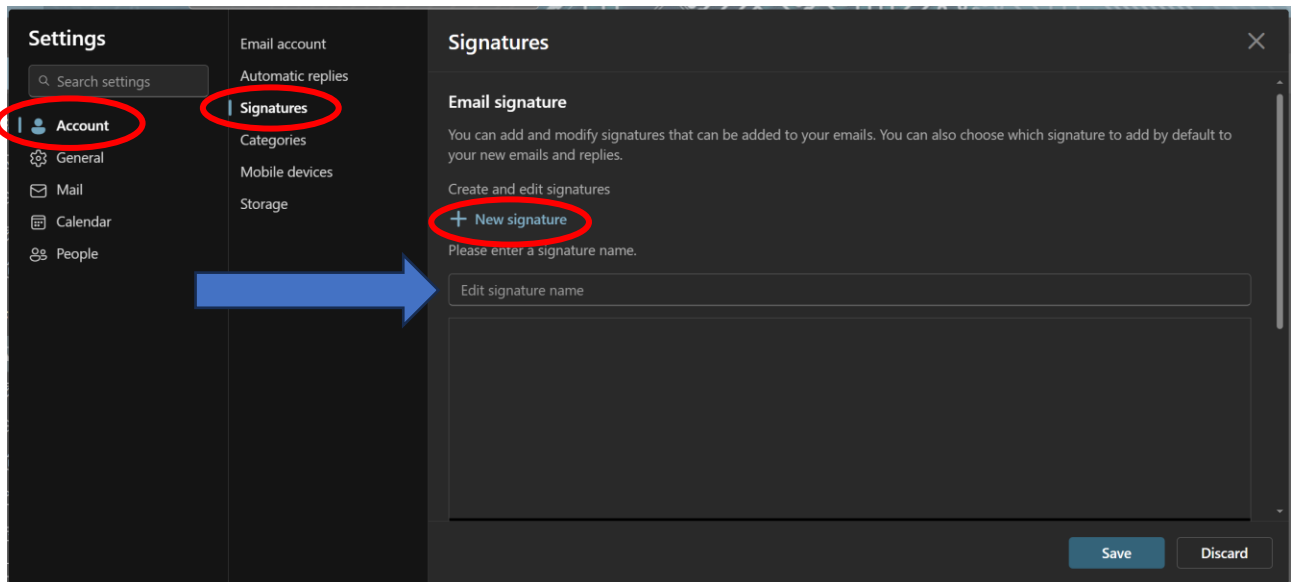 Settings
Search settings
Account
General
Mail
Calendar
People
Email account
Automatic replies
Signatures
Categories
Mobile devices
Storage
Signatures
Email signature
You can add and modify signatures that can be added to your emails. You can also choose which signature to add by default to
your new emails and replies.
Create and edit signatures
New signature
Please enter a signature name.
Edit signature name
Save
Discard